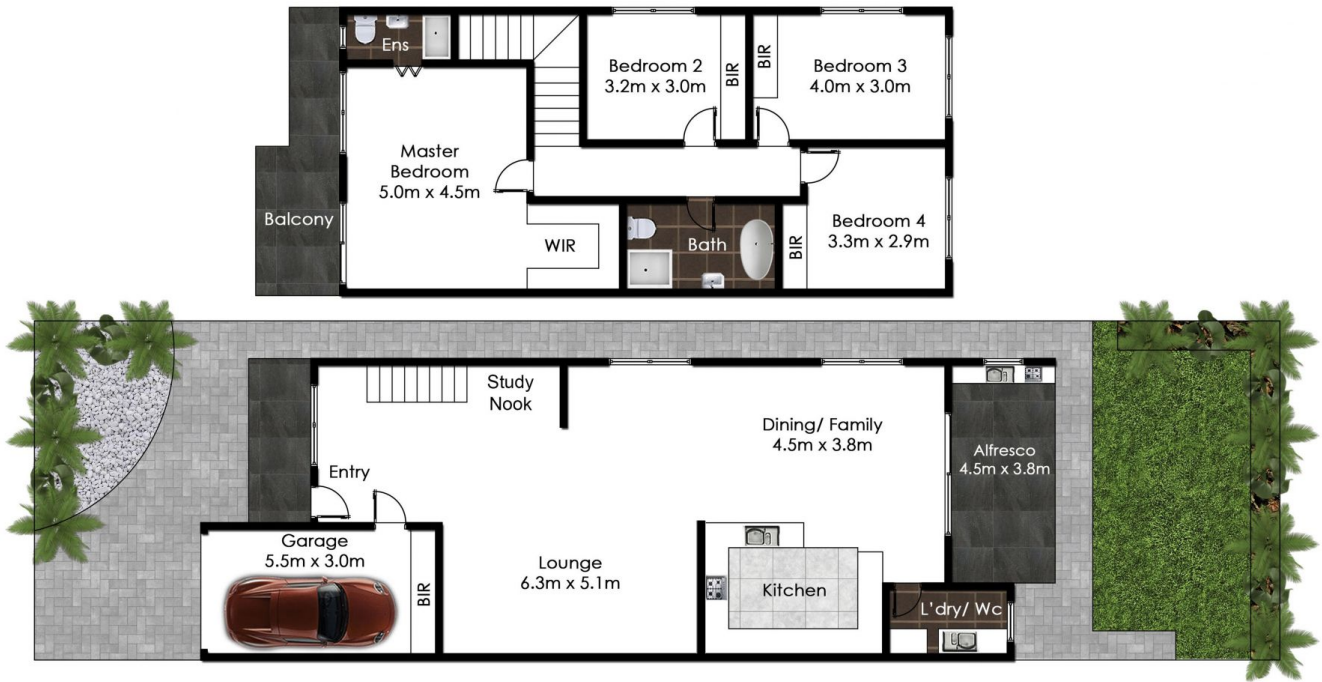 Ens
Bedroom 2
3.2m x 3.0m
BIR
BIR
Bedroom 3
4.0m x 3.0m
Master
Bedroom
5.0m x 4.5m
Balcony
WIR
Bath
BIR
Bedroom 4
3.3m x 2.9m
Study
Nook
Dining/ Family
4.5m x 3.8m
Alfresco
4.5m x 3.8m
Entry
Garage
5.5m x 3.0m
BIR
Lounge
6.3m x 5.1m
Kitchen
L'dry/ Wc